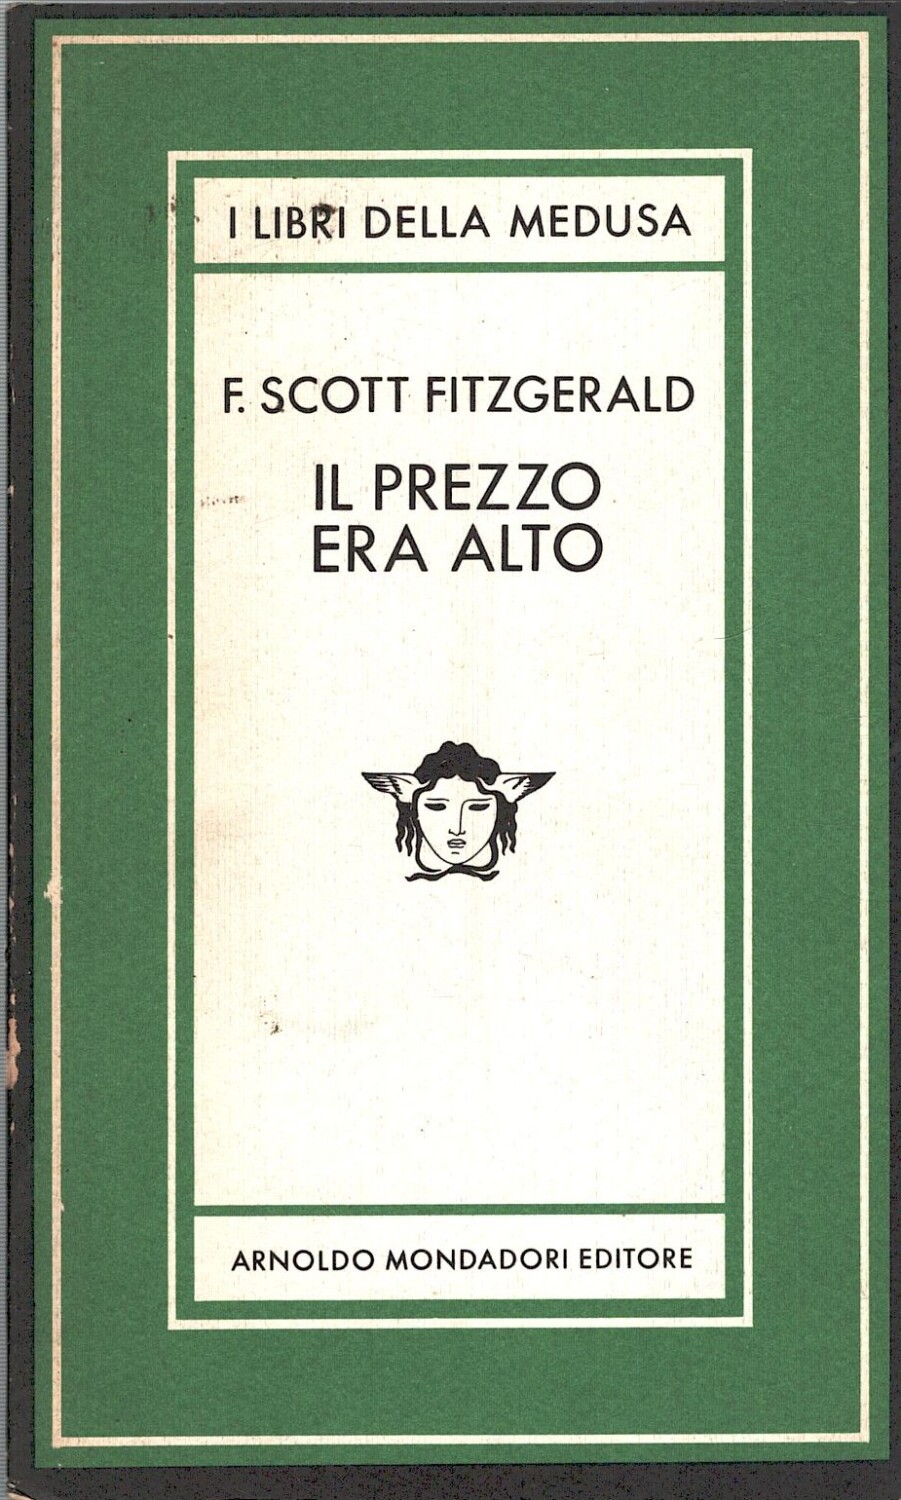 I LIBRI DELLA MEDUSA
F. SCOTT FITZGERALD
IL PREZZO
ERA ALTO
ARNOLDO MONDADORI EDITORE